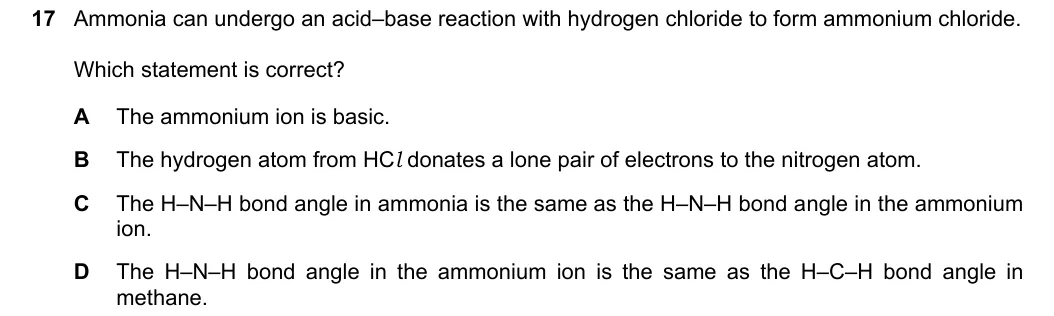 17 Ammonia can undergo an acid–base reaction with hydrogen chloride to form ammonium chloride.
Which statement is correct?
A The ammonium ion is basic.
B The hydrogen atom from HCl donates a lone pair of electrons to the nitrogen atom.
C The H–N–H bond angle in ammonia is the same as the H–N–H bond angle in the ammonium
ion.
D The H–N–H bond angle in the ammonium ion is the same as the H–C–H bond angle in
methane.